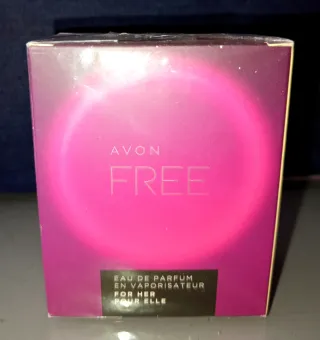 AVON
FREE
EAU DE PARFUM
EN VAPORISATEUR
FOR HER
POUR ELLE